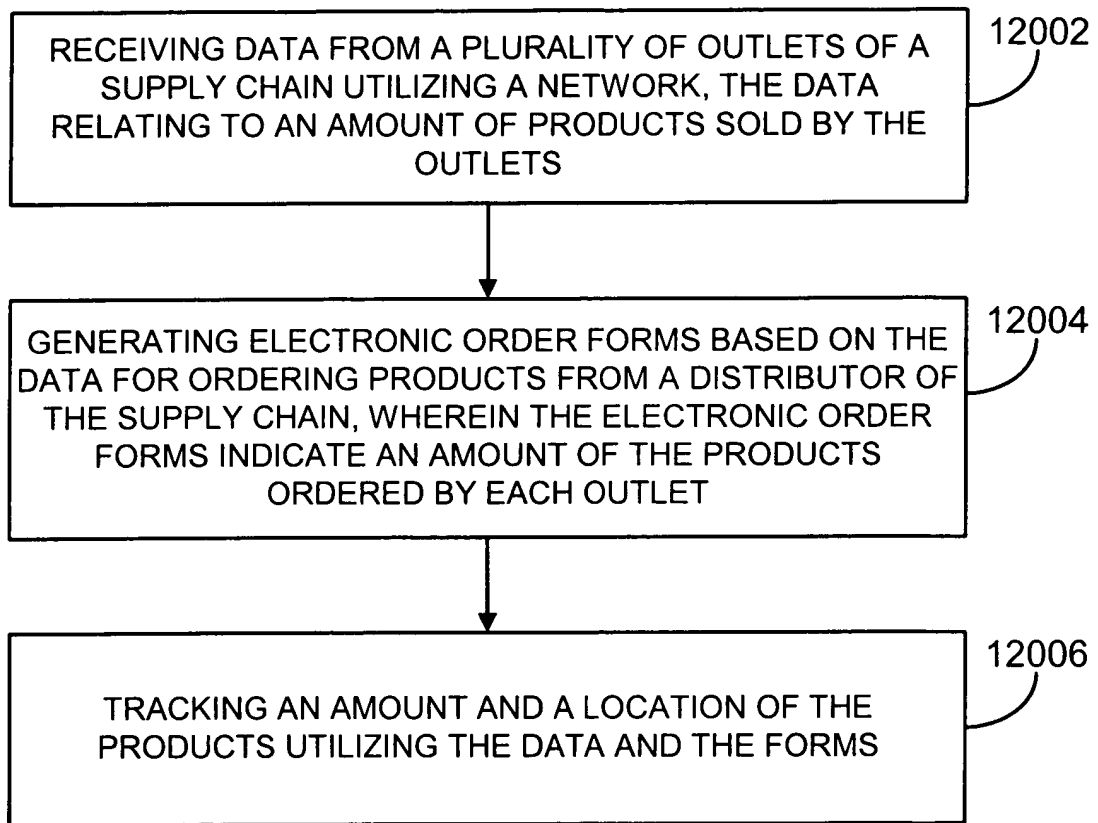 RECEIVING DATA FROM A PLURALITY OF OUTLETS OF A
SUPPLY CHAIN UTILIZING A NETWORK, THE DATA
RELATING TO AN AMOUNT OF PRODUCTS SOLD BY THE
OUTLETS
12002
GENERATING ELECTRONIC ORDER FORMS BASED ON THE
DATA FOR ORDERING PRODUCTS FROM A DISTRIBUTOR OF
THE SUPPLY CHAIN, WHEREIN THE ELECTRONIC ORDER
FORMS INDICATE AN AMOUNT OF THE PRODUCTS
ORDERED BY EACH OUTLET
12004
TRACKING AN AMOUNT AND A LOCATION OF THE
PRODUCTS UTILIZING THE DATA AND THE FORMS
12006